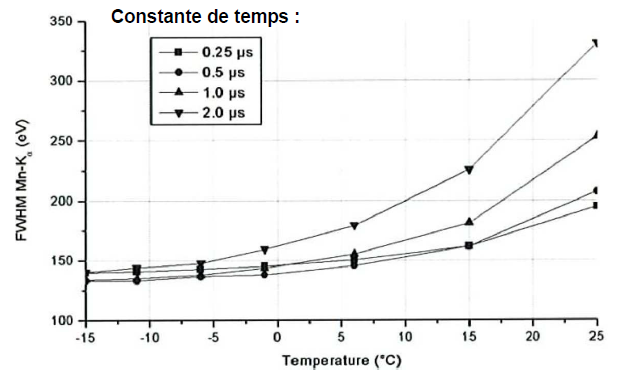 Constante de temps :
0.25 µs
0.5 µs
1.0 µs
2.0 µs
350
300
250
200
150
100
FWHM Mn-Kα (eV)
-15 -10 -5 0 5 10 15 20 25
Temperature (°C)